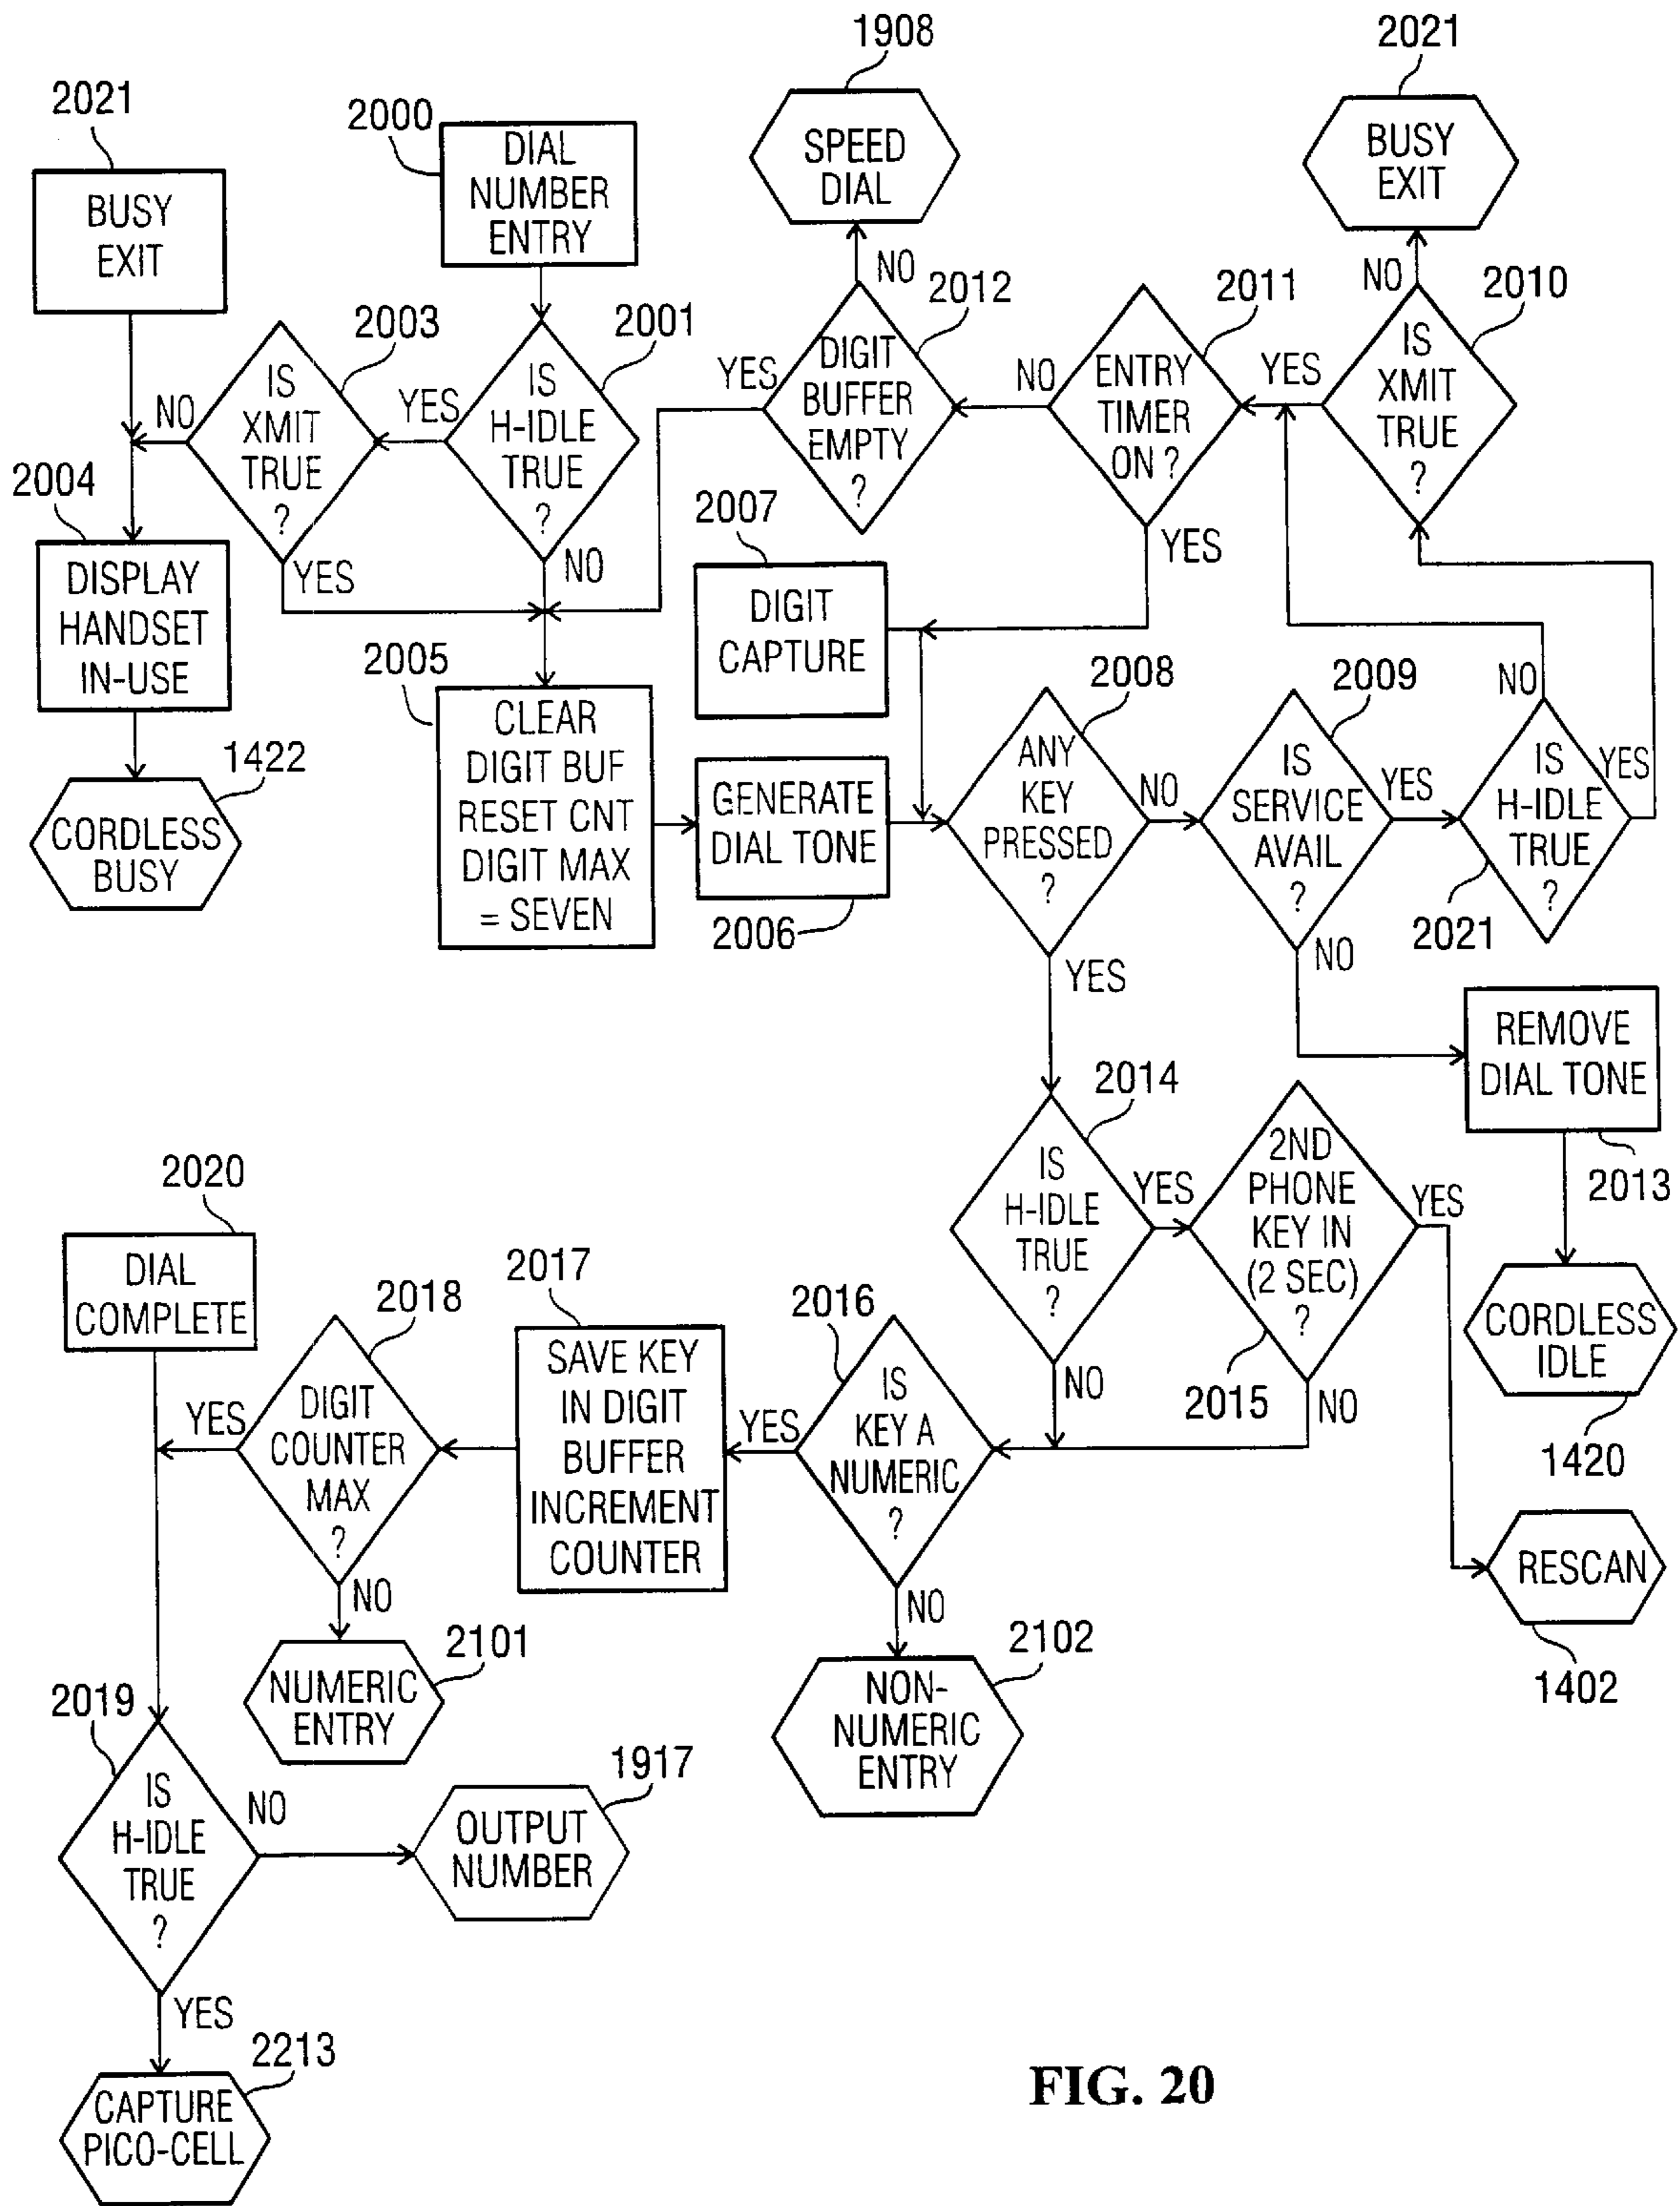 1908
SPEED
DIAL
2021
BUSY
EXIT
2021
BUSY
EXIT
2000
DIAL
NUMBER
ENTRY
NO
2012
DIGIT
BUFFER
EMPTY
?
YES
2011
ENTRY
TIMER
ON ?
NO
YES
NO
2010
IS
XMIT
TRUE
?
YES
2003
IS
XMIT
TRUE
?
NO
YES
2001
IS
H-IDLE
TRUE
?
YES
NO
2004
DISPLAY
HANDSET
IN-USE
1422
CORDLESS
BUSY
2005
CLEAR
DIGIT BUF
RESET CNT
DIGIT MAX
= SEVEN
2007
DIGIT
CAPTURE
GENERATE
DIAL TONE
2006
2008
ANY
KEY
PRESSED
?
NO
YES
2009
IS
SERVICE
AVAIL
?
YES
NO
NO
IS
H-IDLE
TRUE
?
YES
2021
REMOVE
DIAL TONE
2013
CORDLESS
IDLE
1420
2014
IS
H-IDLE
TRUE
?
YES
NO
2ND
PHONE
KEY IN
(2 SEC)
?
YES
2015
NO
RESCAN
1402
2016
IS
KEY A
NUMERIC
?
YES
NO
2102
NON-
NUMERIC
ENTRY
2017
SAVE KEY
IN DIGIT
BUFFER
INCREMENT
COUNTER
2018
DIGIT
COUNTER
MAX
?
YES
NO
2101
NUMERIC
ENTRY
2020
DIAL
COMPLETE
2019
IS
H-IDLE
TRUE
?
NO
1917
OUTPUT
NUMBER
YES
2213
CAPTURE
PICO-CELL
FIG. 20